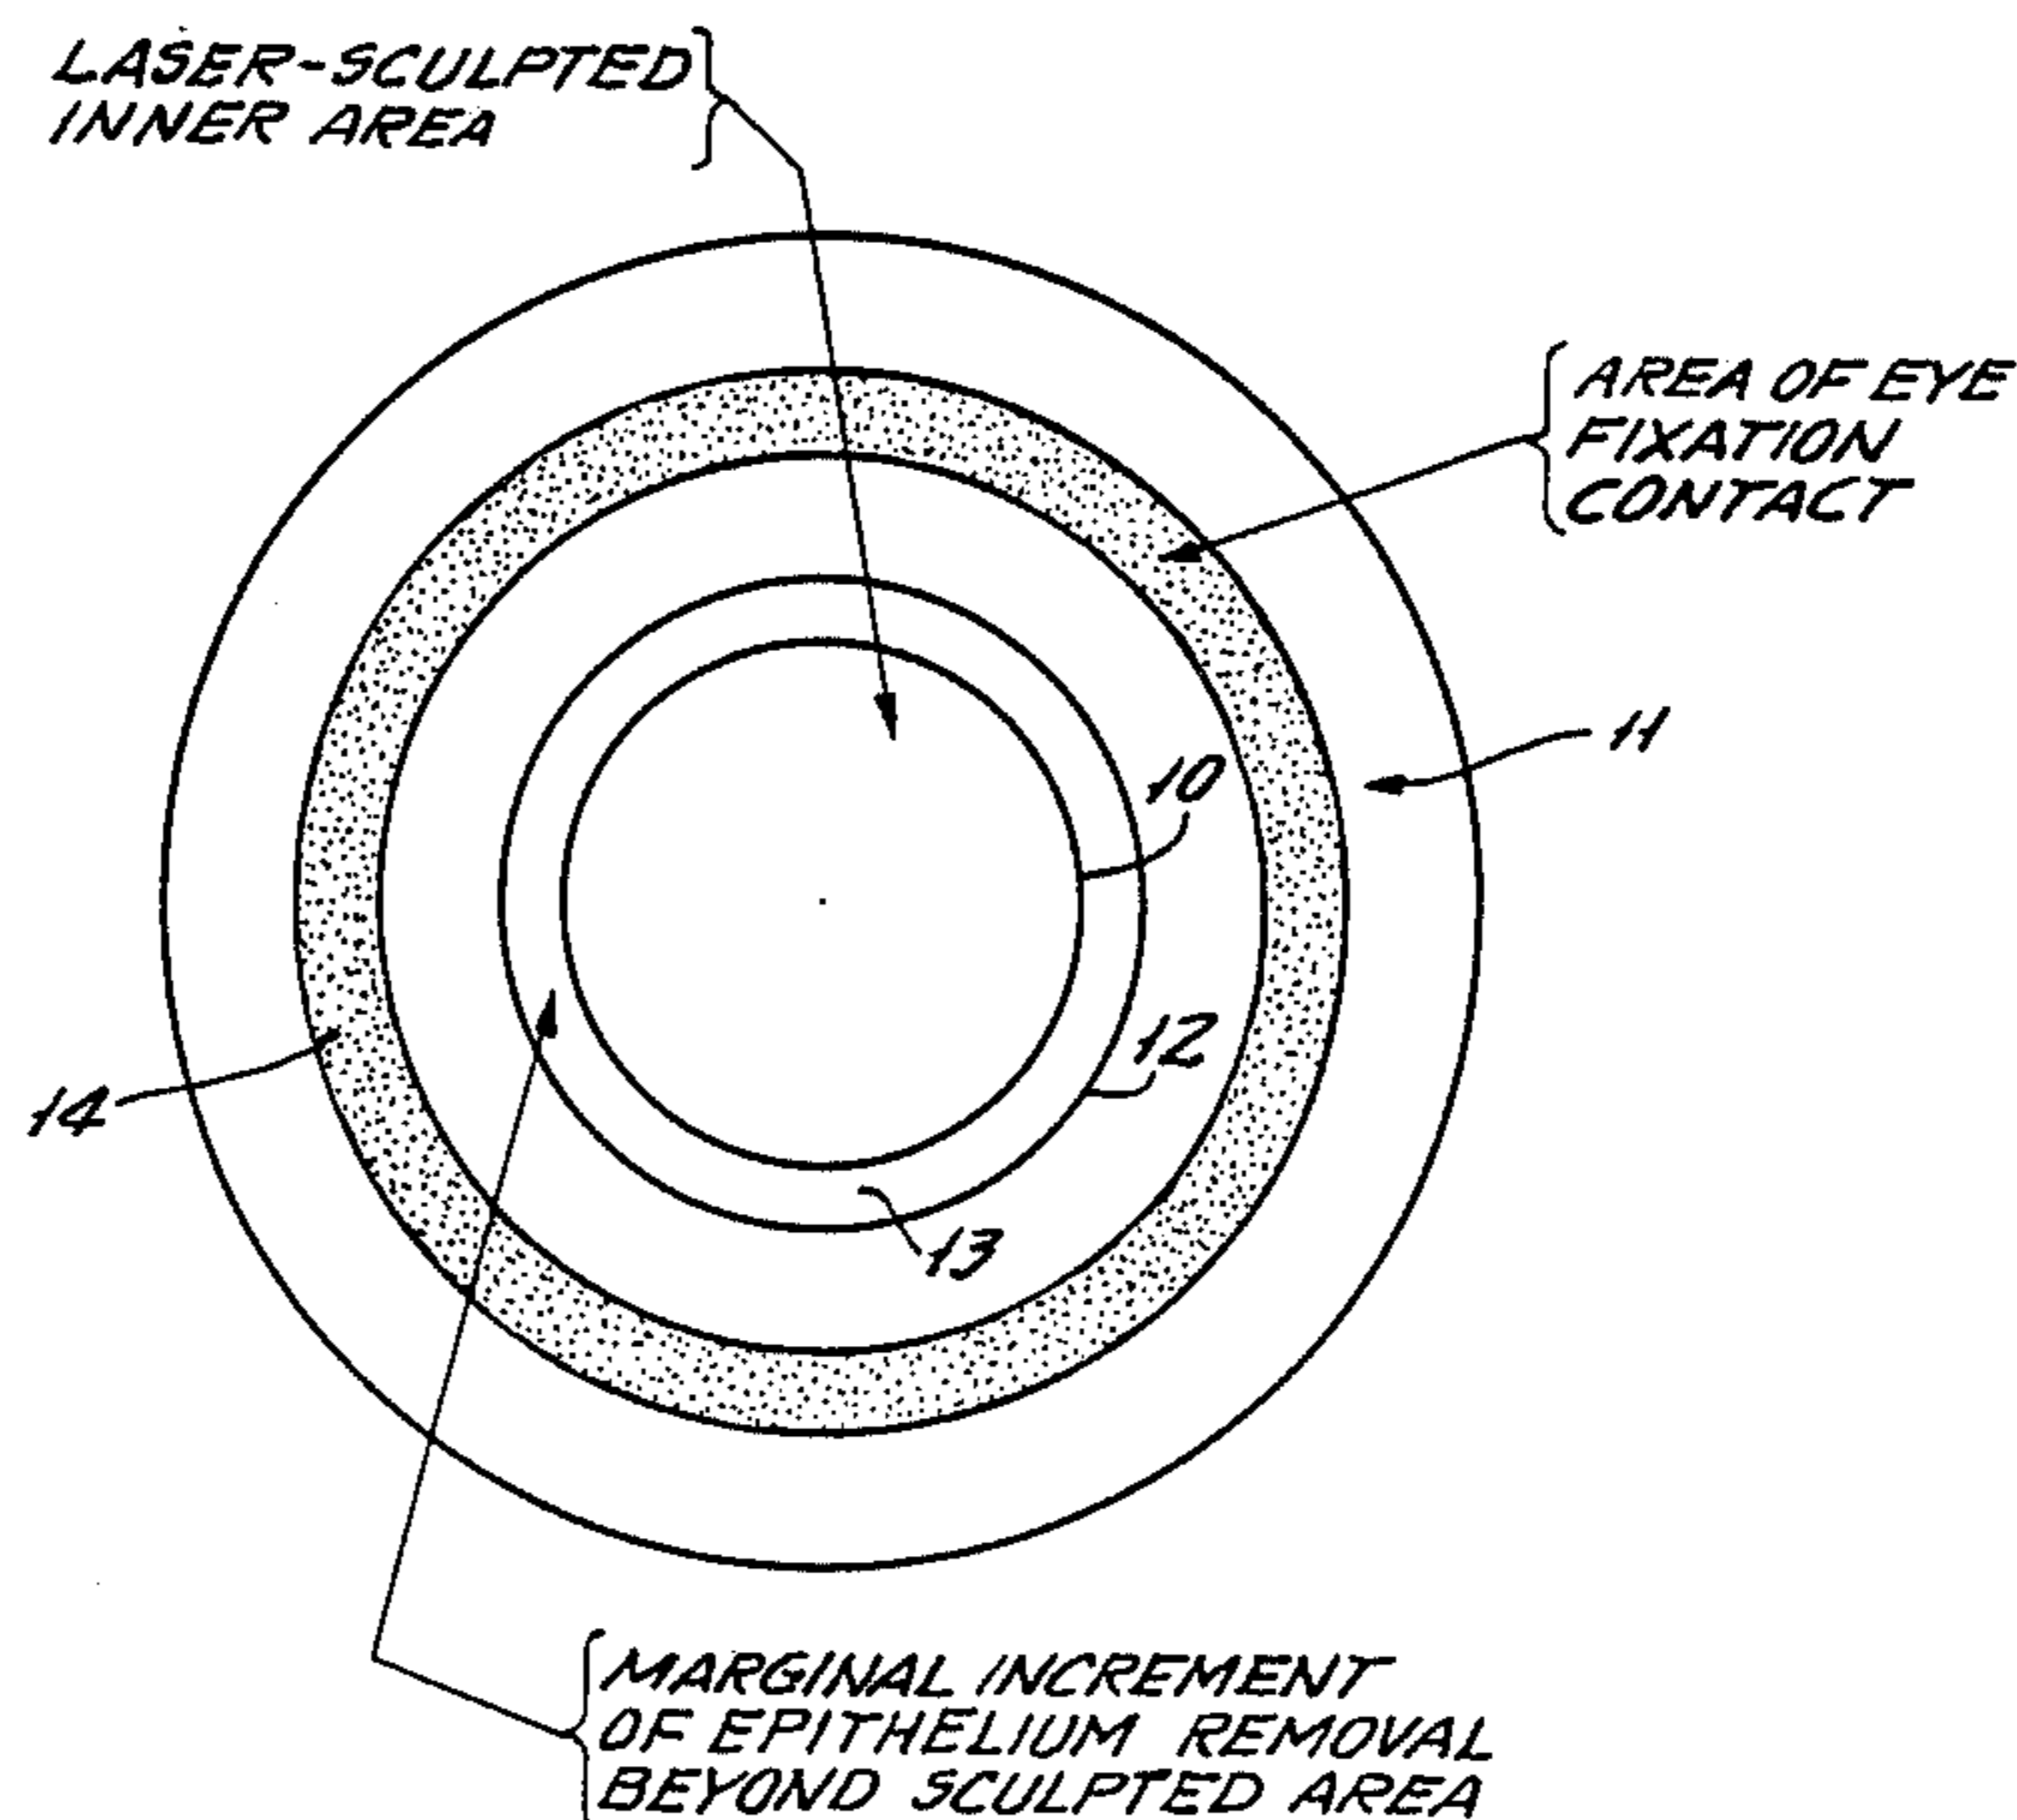 LASER-SCULPTED
INNER AREA
AREA OF EYE
FIXATION
CONTACT
11
10
12
14
13
MARGINAL INCREMENT
OF EPITHELIUM REMOVAL
BEYOND SCULPTED AREA